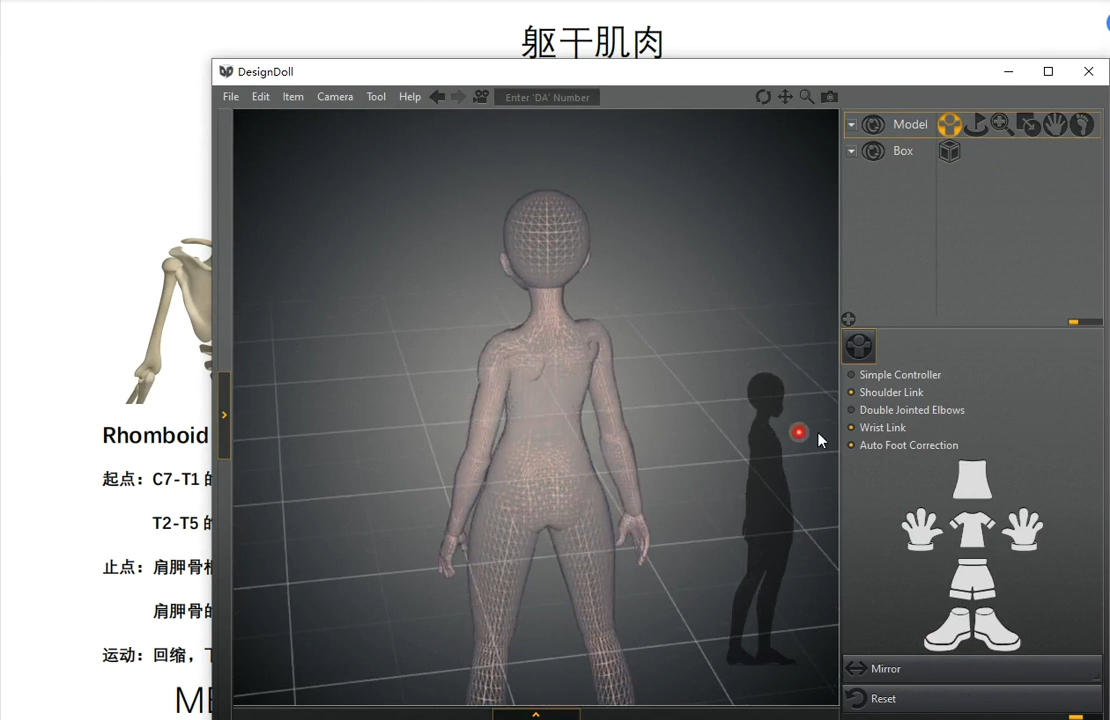 躯干肌肉
DesignDoll
File Edit Item Camera Tool Help Enter 'DA' Number
Model
Box
Simple Controller
Shoulder Link
Double Jointed Elbows
Wrist Link
Auto Foot Correction
Mirror
Reset
Rhomboid
起点：C7-T1 的
T2-T5 的
止点：肩胛骨
肩胛骨的
运动：回缩，